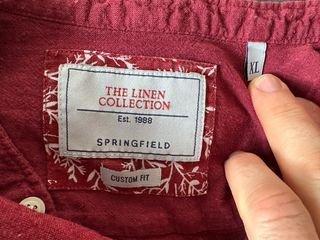 THE LINEN
COLLECTION
Est. 1988
SPRINGFIELD
CUSTOM FIT
XL